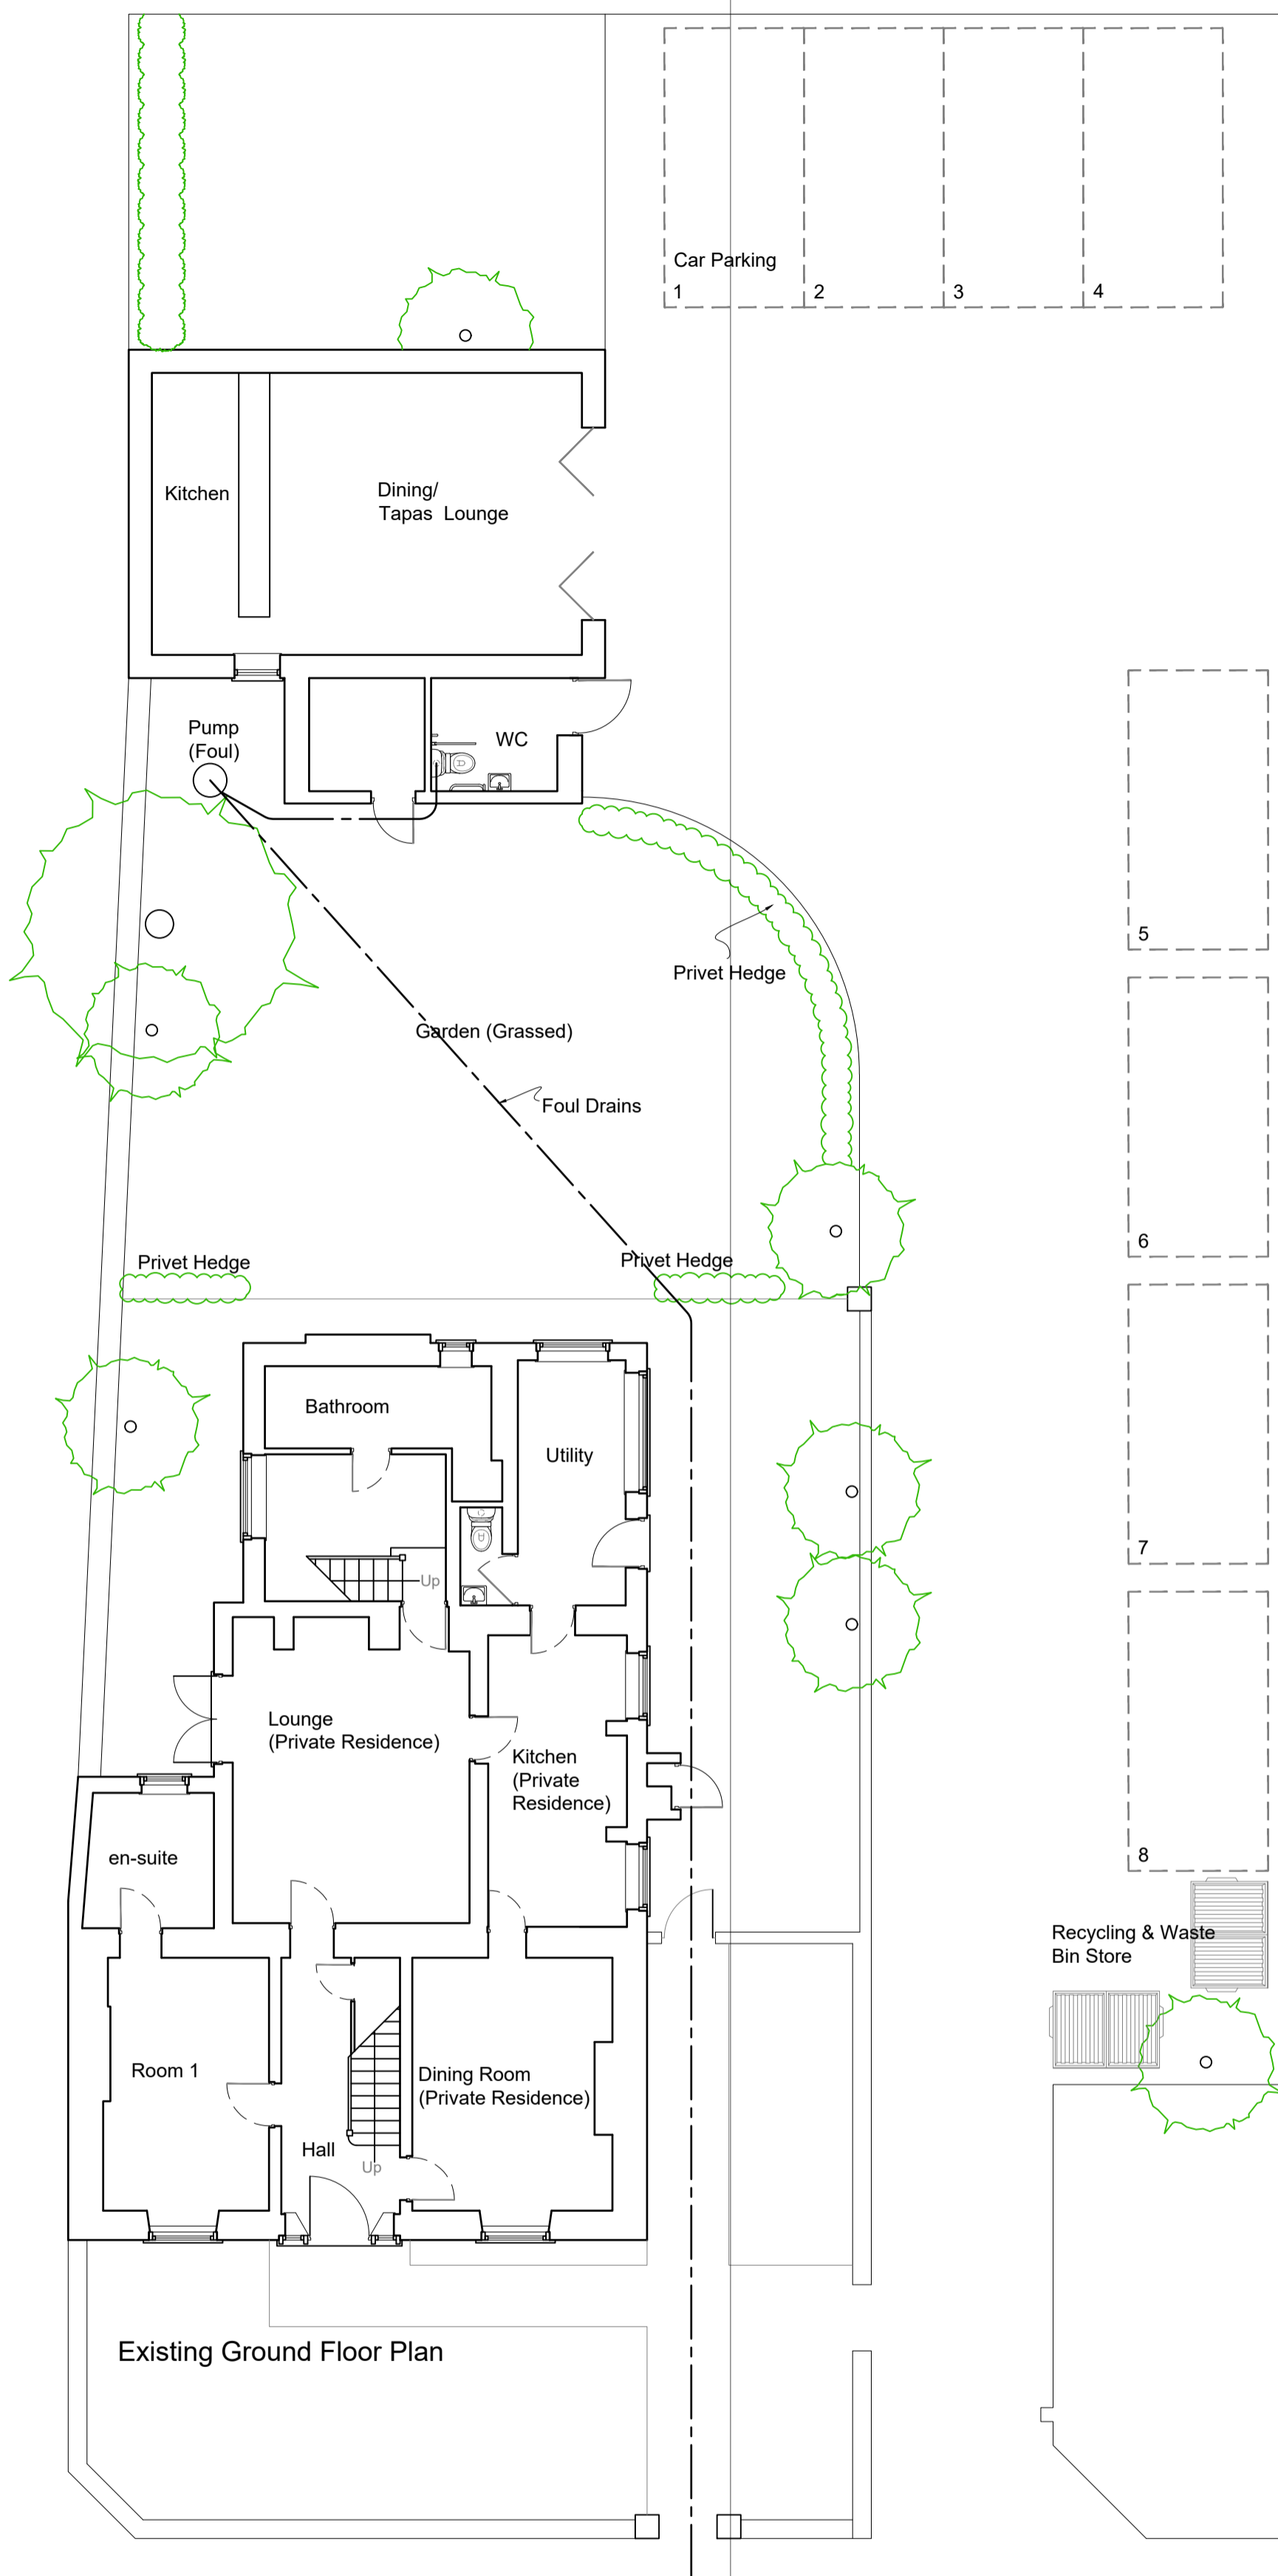 Car Parking
1
2
3
4
Kitchen
Dining/
Tapas Lounge
Pump
(Foul)
WC
5
Privet Hedge
Garden (Grassed)
Foul Drains
6
Privet Hedge
Privet Hedge
Bathroom
Utility
7
Up
Lounge
(Private Residence)
Kitchen
(Private
Residence)
8
en-suite
Recycling & Waste
Bin Store
Room 1
Dining Room
(Private Residence)
Hall
Up
Existing Ground Floor Plan